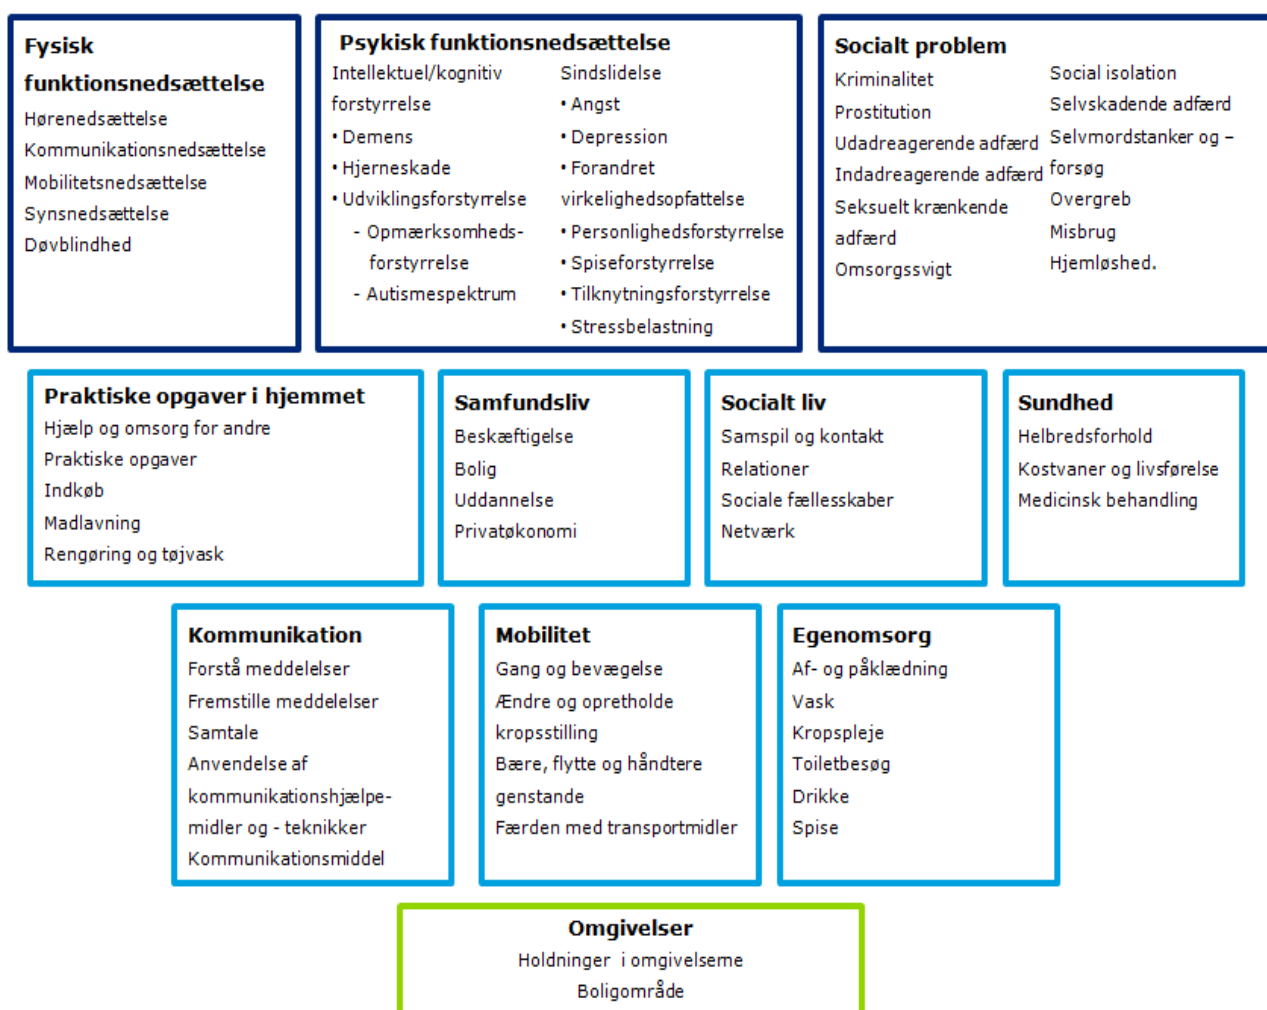 Fysisk
funktionsnedsættelse
Hørenedsættelse
Kommunikationsnedsættelse
Mobilitetsnedsættelse
Synsnedsættelse
Døvblindhed
Psykisk funktionsnedsættelse
Intellektuel/kognitiv
forstyrrelse
• Demens
• Hjerneskade
• Udviklingsforstyrrelse
- Opmærksomheds-
forstyrrelse
- Autismespektrum
Sindslidelse
• Angst
• Depression
• Forandret
virkelighedsopfattelse
• Personlighedsforstyrrelse
• Spiseforstyrrelse
• Tilknytningsforstyrrelse
• Stressbelastning
Socialt problem
Kriminalitet
Prostitution
Udadreagerende adfærd
Indadreagerende adfærd
Seksuelt krænkende
adfærd
Omsorgssvigt
Social isolation
Selvskadende adfærd
Selvmordstanker og –
forsøg
Overgreb
Misbrug
Hjemløshed.
Praktiske opgaver i hjemmet
Hjælp og omsorg for andre
Praktiske opgaver
Indkøb
Madlavning
Rengøring og tøjvask
Samfundsliv
Beskæftigelse
Bolig
Uddannelse
Privatøkonomi
Socialt liv
Samspil og kontakt
Relationer
Sociale fællesskaber
Netværk
Sundhed
Helbredsforhold
Kostvaner og livsførelse
Medicinsk behandling
Kommunikation
Forstå meddelelser
Fremstille meddelelser
Samtale
Anvendelse af
kommunikationshjælpe-
midler og - teknikker
Kommunikationsmiddel
Mobilitet
Gang og bevægelse
Ændre og opretholde
kropsstilling
Bære, flytte og håndtere
genstande
Færden med transportmidler
Egenomsorg
Af- og påklædning
Vask
Kropspleje
Toiletbesøg
Drikke
Spise
Omgivelser
Holdninger i omgivelserne
Boligområde